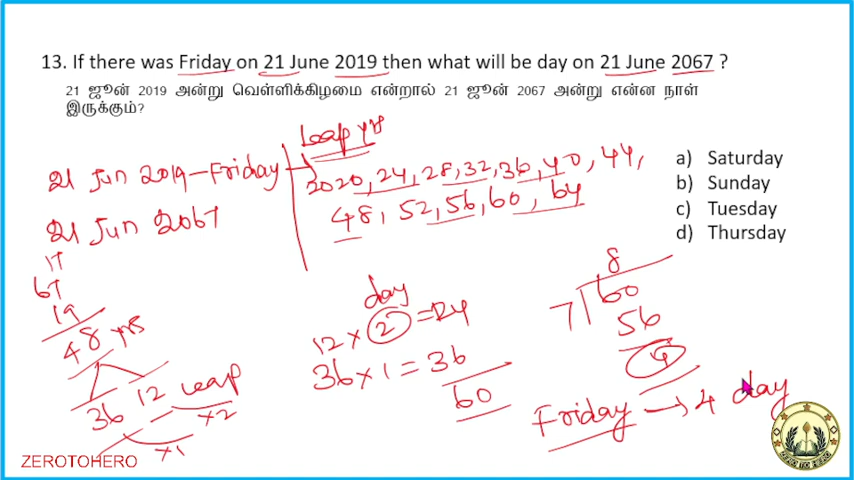 13. If there was Friday on 21 June 2019 then what will be day on 21 June 2067 ?
21 ஜூன் 2019 அன்று வெள்ளிக்கிழமை என்றால் 21 ஜூன் 2067 அன்று என்ன நாள்
இருக்கும்?
Leap yrs
21 Jun 2019 – Friday
2020, 24, 28, 32, 36, 40, 44,
48, 52, 56, 60, 64
21 Jun 2067
a) Saturday
b) Sunday
c) Tuesday
d) Thursday
17
67
19
48 yrs
36 12 leap
x1 x2
day
12 x 2 = 24
36 x 1 = 36
60
8
7 60
56
4
Friday → 4 day
ZEROTOHERO